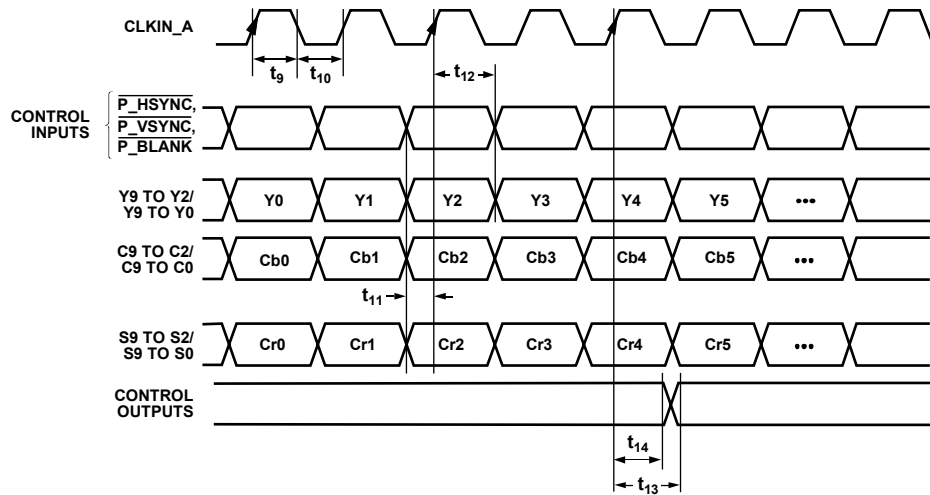 CLKIN_A
t9
t10
t12
CONTROL
INPUTS
P_HSYNC,
P_VSYNC,
P_BLANK
Y9 TO Y2/
Y9 TO Y0
Y0 Y1 Y2 Y3 Y4 Y5 •••
C9 TO C2/
C9 TO C0
Cb0 Cb1 Cb2 Cb3 Cb4 Cb5 •••
t11
S9 TO S2/
S9 TO S0
Cr0 Cr1 Cr2 Cr3 Cr4 Cr5 •••
CONTROL
OUTPUTS
t14
t13